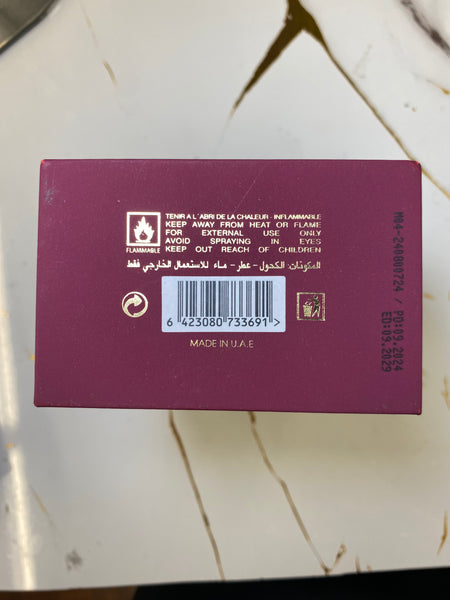 TENIR A L'ABRI DE LA CHALEUR - INFLAMMABLE
KEEP AWAY FROM HEAT OR FLAME
FOR EXTERNAL USE ONLY
AVOID SPRAYING IN EYES
KEEP OUT REACH OF CHILDREN
FLAMMABLE
المكونات: الكحول - عطر - ماء للاستعمال الخارجي فقط
6 423080 733691 >
MADE IN U.A.E
M04-240800724 / PD:09.2024
ED:09.2029